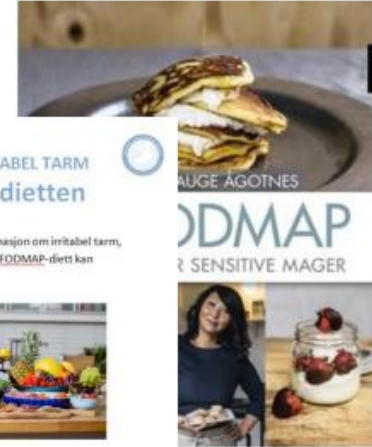 AUGE ÅGOTNES
ODMAP
R SENSITIVE MAGER
ABEL TARM
dietten
nasjon om irritabel tarm,
FODMAP-diett kan